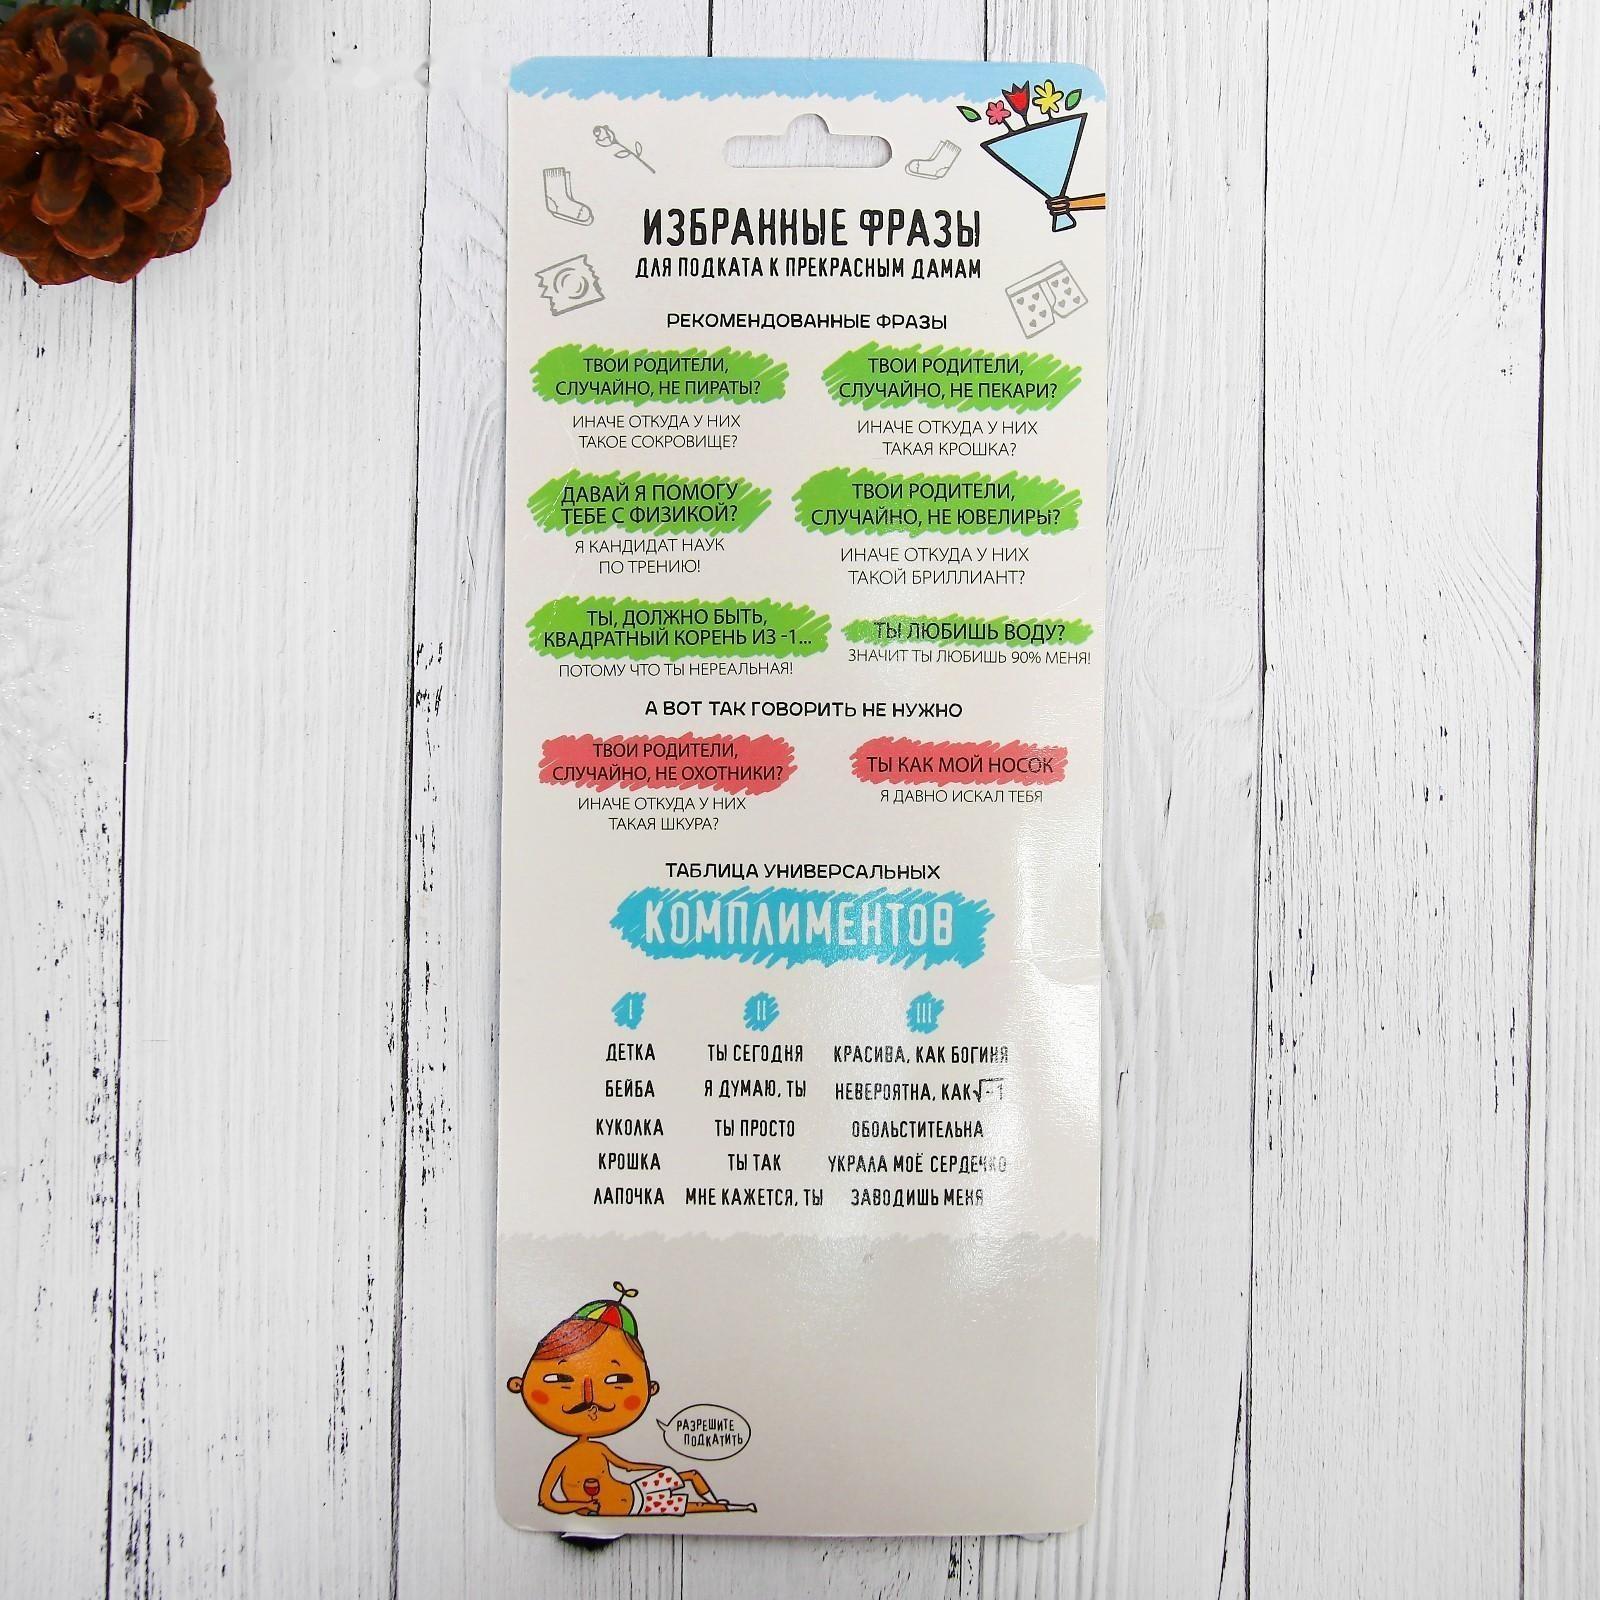 ИЗБРАННЫЕ ФРАЗЫ
ДЛЯ ПОДКАТА К ПРЕКРАСНЫМ ДАМАМ
РЕКОМЕНДОВАННЫЕ ФРАЗЫ
ТВОИ РОДИТЕЛИ,
СЛУЧАЙНО, НЕ ПИРАТЫ?
ИНАЧЕ ОТКУДА У НИХ
ТАКОЕ СОКРОВИЩЕ?
ТВОИ РОДИТЕЛИ,
СЛУЧАЙНО, НЕ ПЕКАРИ?
ИНАЧЕ ОТКУДА У НИХ
ТАКАЯ КРОШКА?
ДАВАЙ Я ПОМОГУ
ТЕБЕ С ФИЗИКОЙ?
Я КАНДИДАТ НАУК
ПО ТРЕНИЮ!
ТВОИ РОДИТЕЛИ,
СЛУЧАЙНО, НЕ ЮВЕЛИРЫ?
ИНАЧЕ ОТКУДА У НИХ
ТАКОЙ БРИЛЛИАНТ?
ТЫ, ДОЛЖНО БЫТЬ,
КВАДРАТНЫЙ КОРЕНЬ ИЗ -1...
ПОТОМУ ЧТО ТЫ НЕРЕАЛЬНАЯ!
ТЫ ЛЮБИШЬ ВОДУ?
ЗНАЧИТ ТЫ ЛЮБИШЬ 90% МЕНЯ!
А ВОТ ТАК ГОВОРИТЬ НЕ НУЖНО
ТВОИ РОДИТЕЛИ,
СЛУЧАЙНО, НЕ ОХОТНИКИ?
ИНАЧЕ ОТКУДА У НИХ
ТАКАЯ ШКУРА?
ТЫ КАК МОЙ НОСОК
Я ДАВНО ИСКАЛ ТЕБЯ
ТАБЛИЦА УНИВЕРСАЛЬНЫХ
КОМПЛИМЕНТОВ
I II III
ДЕТКА ТЫ СЕГОДНЯ КРАСИВА, КАК БОГИНЯ
БЕЙБА Я ДУМАЮ, ТЫ НЕВЕРОЯТНА, КАК √-1
КУКОЛКА ТЫ ПРОСТО ОБОЛЬСТИТЕЛЬНА
КРОШКА ТЫ ТАК УКРАЛА МОЁ СЕРДЕЧКО
ЛАПОЧКА МНЕ КАЖЕТСЯ, ТЫ ЗАВОДИШЬ МЕНЯ
РАЗРЕШИТЕ
ПОДКАТИТЬ